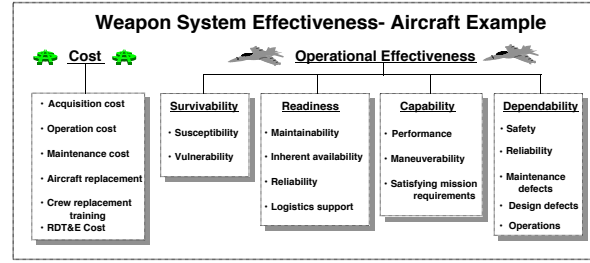 Weapon System Effectiveness- Aircraft Example
Cost
Operational Effectiveness
• Acquisition cost
• Operation cost
• Maintenance cost
• Aircraft replacement
• Crew replacement
training
• RDT&E Cost
Survivability
• Susceptibility
• Vulnerability
Readiness
• Maintainability
• Inherent availability
• Reliability
• Logistics support
Capability
• Performance
• Maneuverability
• Satisfying mission
requirements
Dependability
• Safety
• Reliability
• Maintenance
defects
• Design defects
• Operations